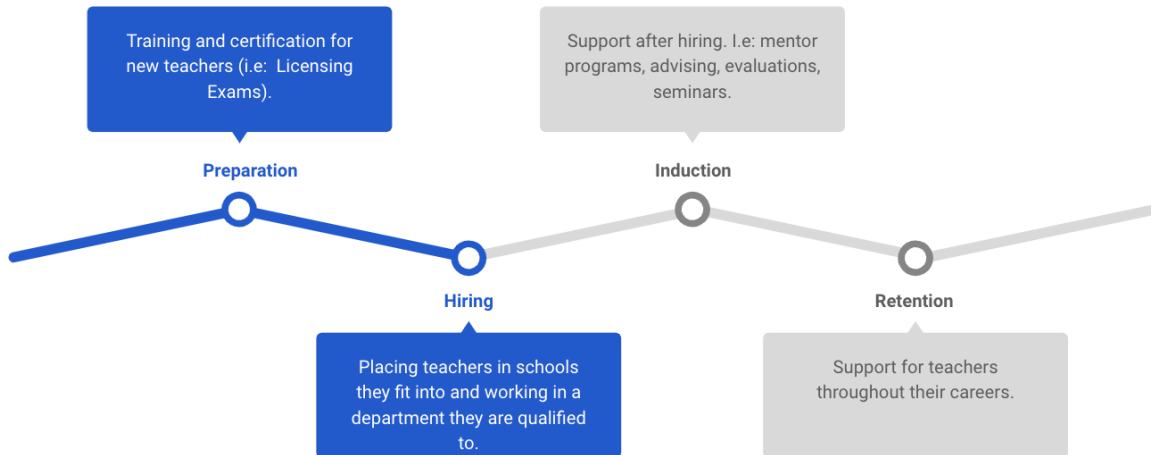 Training and certification for
new teachers (i.e:  Licensing
Exams).
Preparation
Hiring
Placing teachers in schools
they fit into and working in a
department they are qualified
to.
Support after hiring. I.e: mentor
programs, advising, evaluations,
seminars.
Induction
Retention
Support for teachers
throughout their careers.